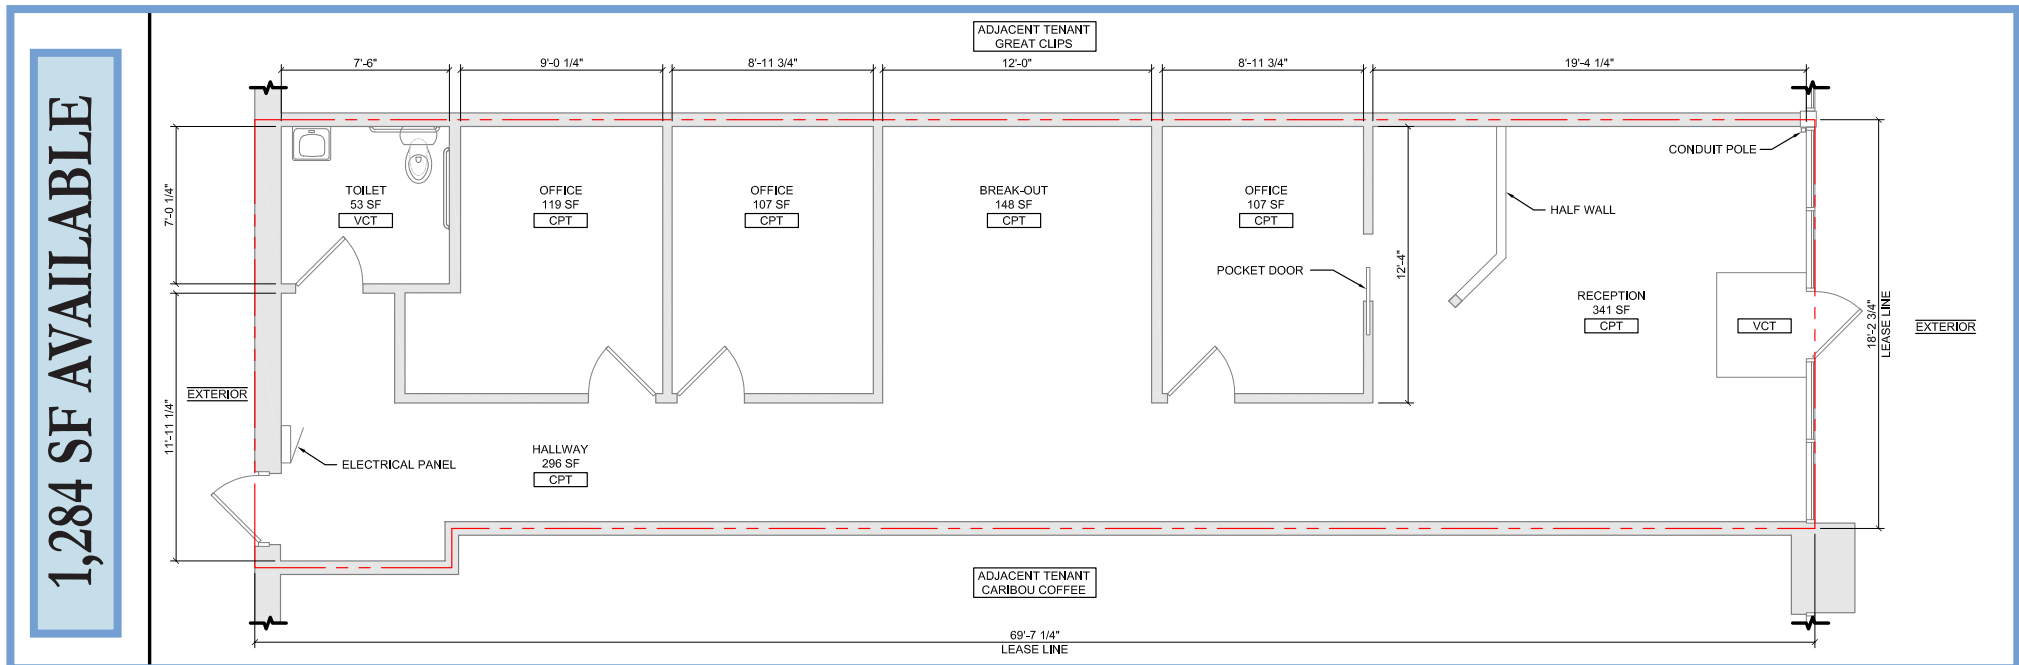 1,284 SF AVAILABLE
ADJACENT TENANT
GREAT CLIPS
7'-6"
9'-0 1/4"
8'-11 3/4"
12'-0"
8'-11 3/4"
19'-4 1/4"
7'-0 1/4"
TOILET
53 SF
VCT
OFFICE
119 SF
CPT
OFFICE
107 SF
CPT
BREAK-OUT
148 SF
CPT
OFFICE
107 SF
CPT
CONDUIT POLE
HALF WALL
POCKET DOOR
12'-4"
RECEPTION
341 SF
CPT
VCT
18'-2 3/4"
LEASE LINE
EXTERIOR
EXTERIOR
11'-11 1/4"
ELECTRICAL PANEL
HALLWAY
296 SF
CPT
ADJACENT TENANT
CARIBOU COFFEE
69'-7 1/4"
LEASE LINE